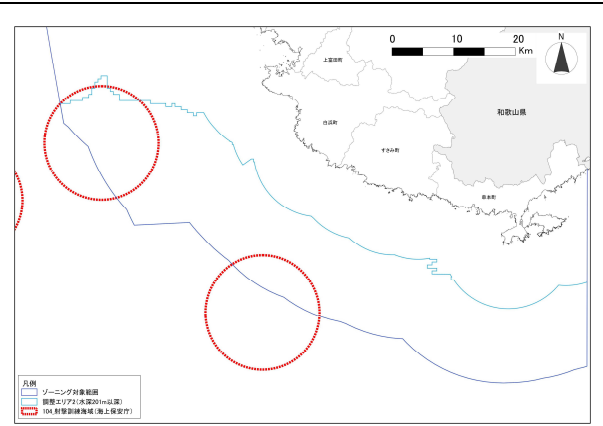 0 10 20
Km
N
上富田町
和歌山県
白浜町
すさみ町
串本町
凡例
ゾーニング対象範囲
調整エリア2(水深201m以深)
104_射撃訓練海域(海上保安庁)